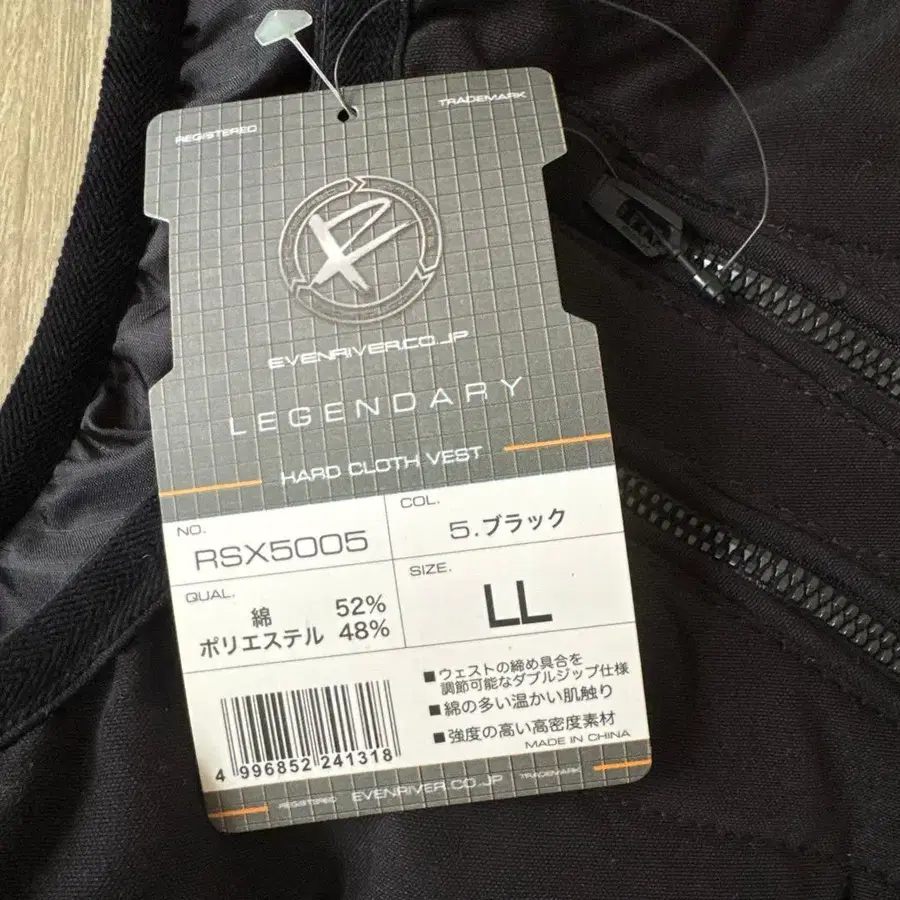 REGISTERED
TRADEMARK
EVENRIVER.CO.JP
LEGENDARY
HARD CLOTH VEST
NO.
RSX5005
COL.
5.ブラック
QUAL.
綿 52%
ポリエステル 48%
SIZE.
LL
■ウェストの締め具合を
調節可能なダブルジップ仕様
■綿の多い温かい肌触り
■強度の高い高密度素材
MADE IN CHINA
4 996852 241318
REGISTERED
EVENRIVER.CO.JP
TRADEMARK